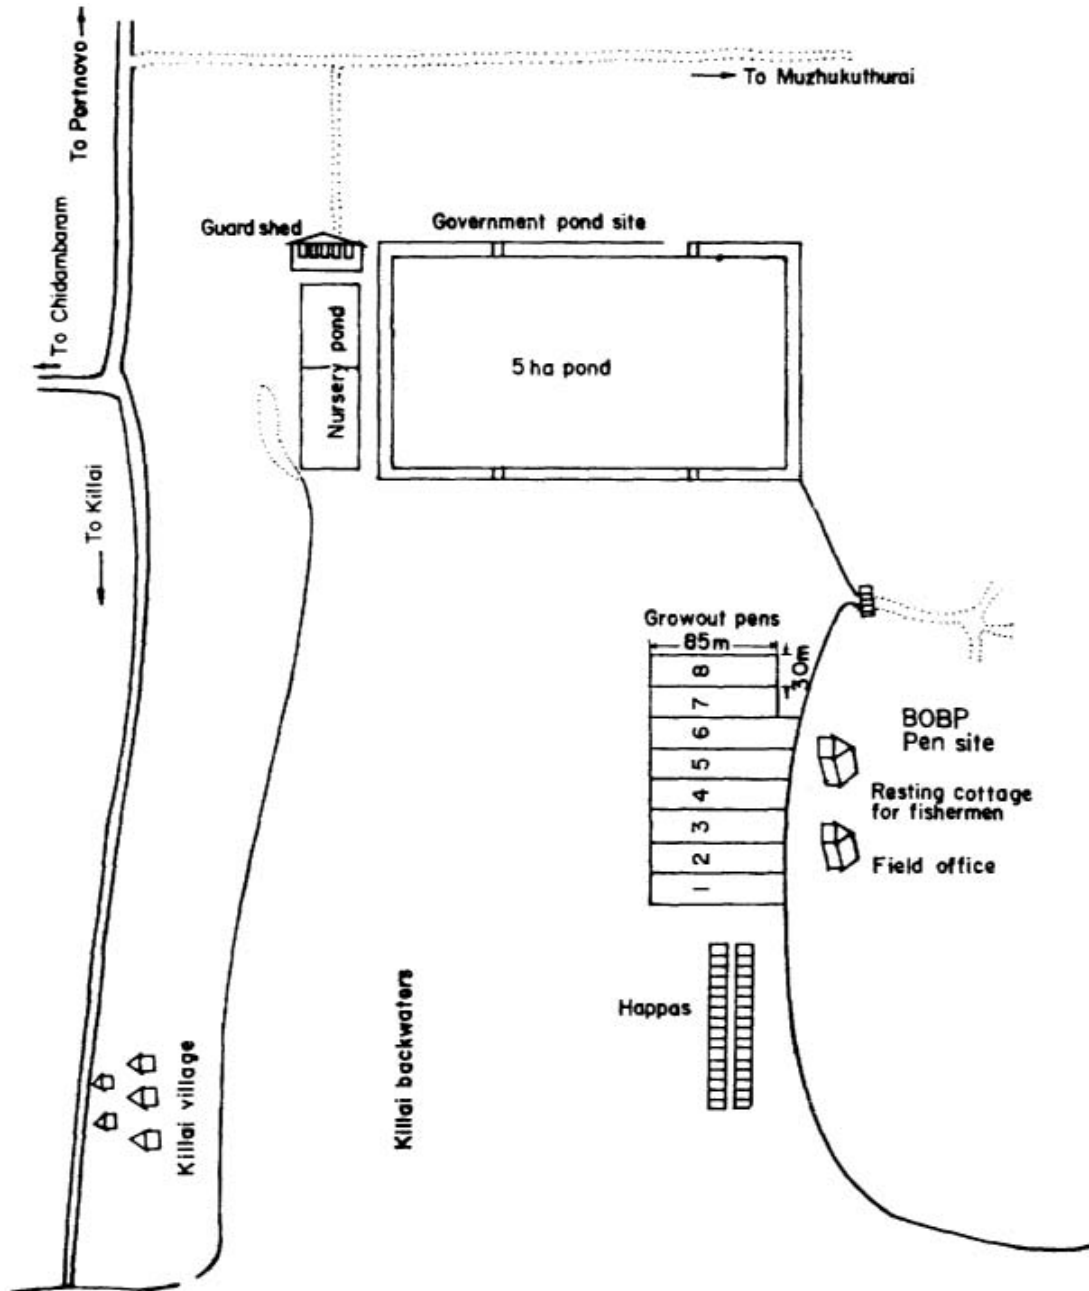 To Portnovo
To Muzhukuthurai
To Chidambaram
Guard shed
Government pond site
Nursery pond
5 ha pond
To Killai
Growout pens
85m
30m
8
7
6
5
4
3
2
1
BOBP
Pen site
Resting cottage
for fishermen
Field office
Happas
Killai backwaters
Killai village